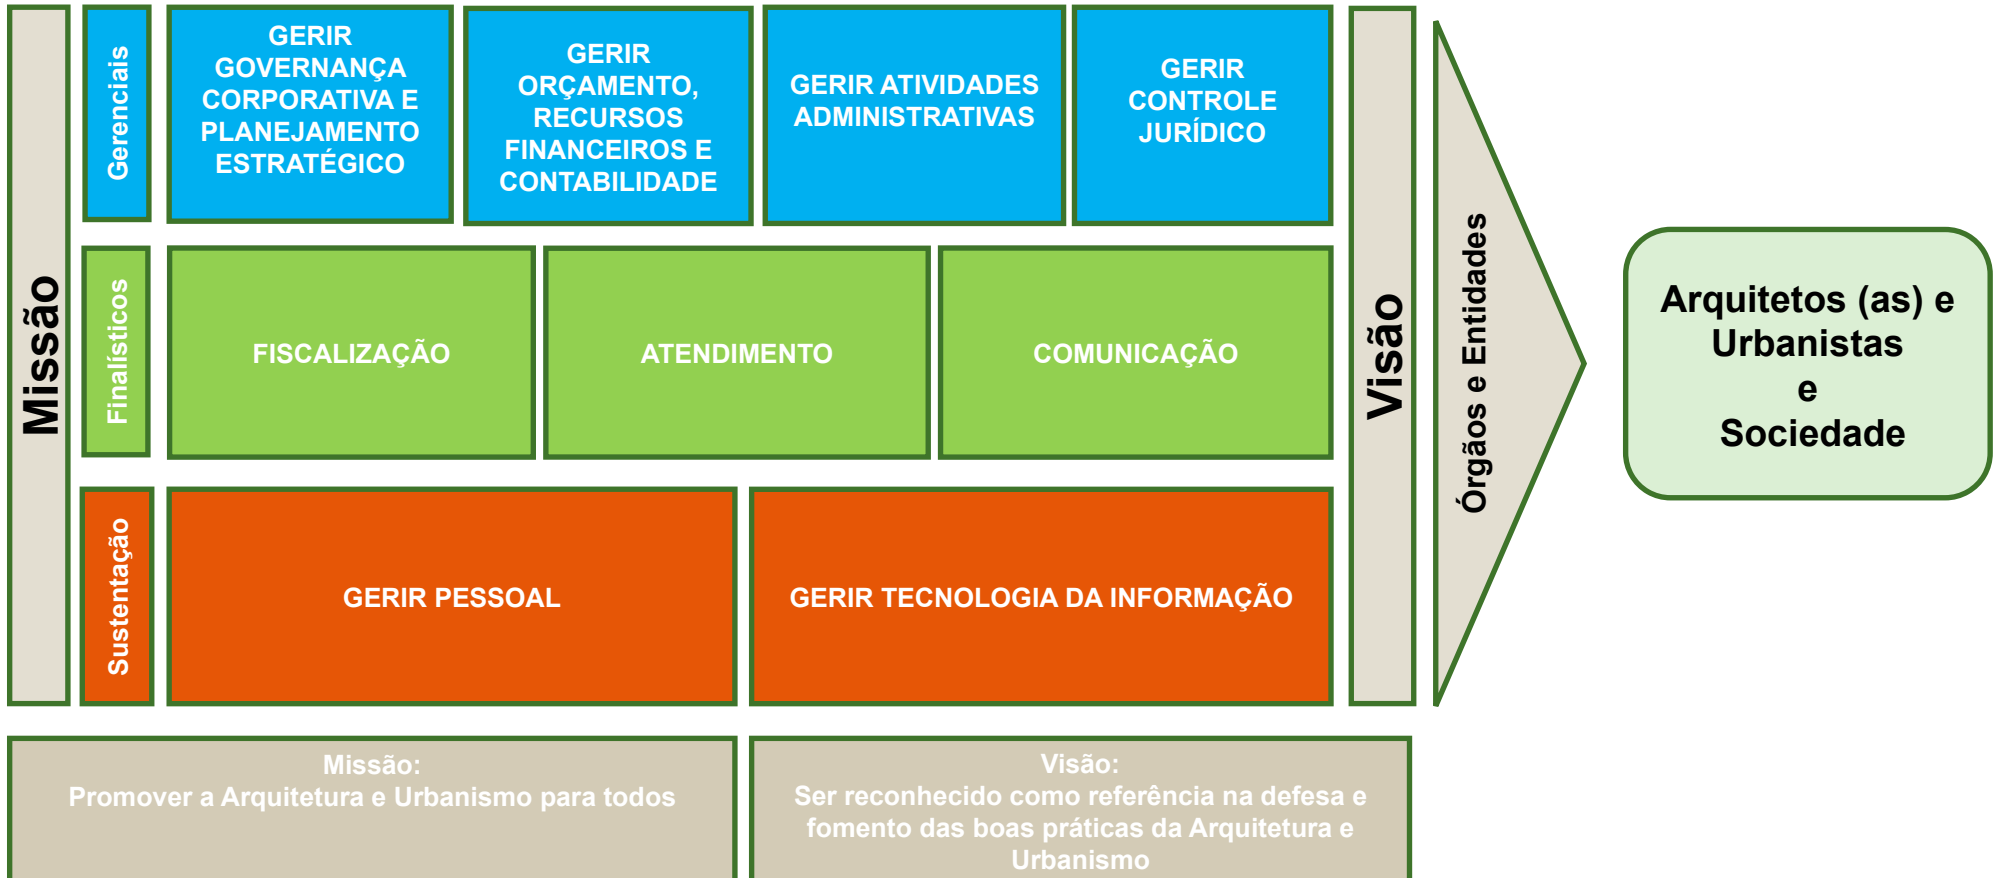 Missão
Gerenciais
GERIR
GOVERNANÇA
CORPORATIVA E
PLANEJAMENTO
ESTRATÉGICO
GERIR
ORÇAMENTO,
RECURSOS
FINANCEIROS E
CONTABILIDADE
GERIR ATIVIDADES
ADMINISTRATIVAS
GERIR
CONTROLE
JURÍDICO
Finalísticos
FISCALIZAÇÃO
ATENDIMENTO
COMUNICAÇÃO
Sustentação
GERIR PESSOAL
GERIR TECNOLOGIA DA INFORMAÇÃO
Visão
Órgãos e Entidades
Arquitetos (as) e
Urbanistas
e
Sociedade
Missão:
Promover a Arquitetura e Urbanismo para todos
Visão:
Ser reconhecido como referência na defesa e
fomento das boas práticas da Arquitetura e
Urbanismo